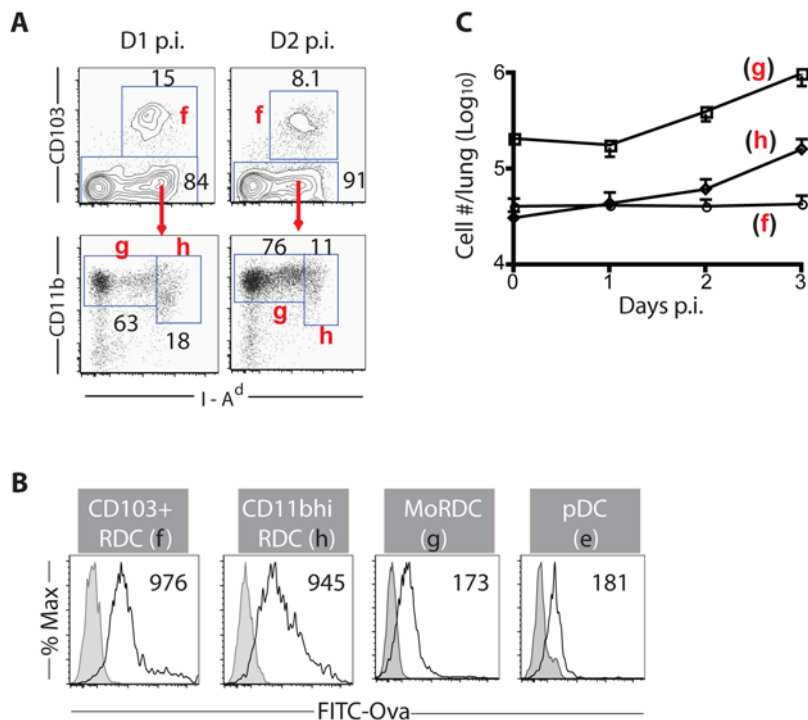 A
D1 p.i.
D2 p.i.
15
8.1
f
f
CD103
84
91
g
h
76
11
CD11b
63
18
g
h
I - Aᵈ
C
6
5
4
Cell #/lung (Log₁₀)
(g)
(h)
(f)
0
1
2
3
Days p.i.
B
CD103+
RDC (f)
CD11bhi
RDC (h)
MoRDC
(g)
pDC
(e)
976
945
173
181
% Max
FITC-Ova